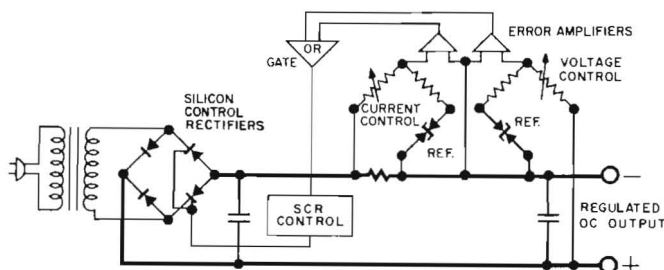 OR
GATE
ERROR AMPLIFIERS
VOLTAGE
CONTROL
SILICON
CONTROL
RECTIFIERS
CURRENT
CONTROL
REF.
REF.
SCR
CONTROL
−
REGULATED
OC OUTPUT
+